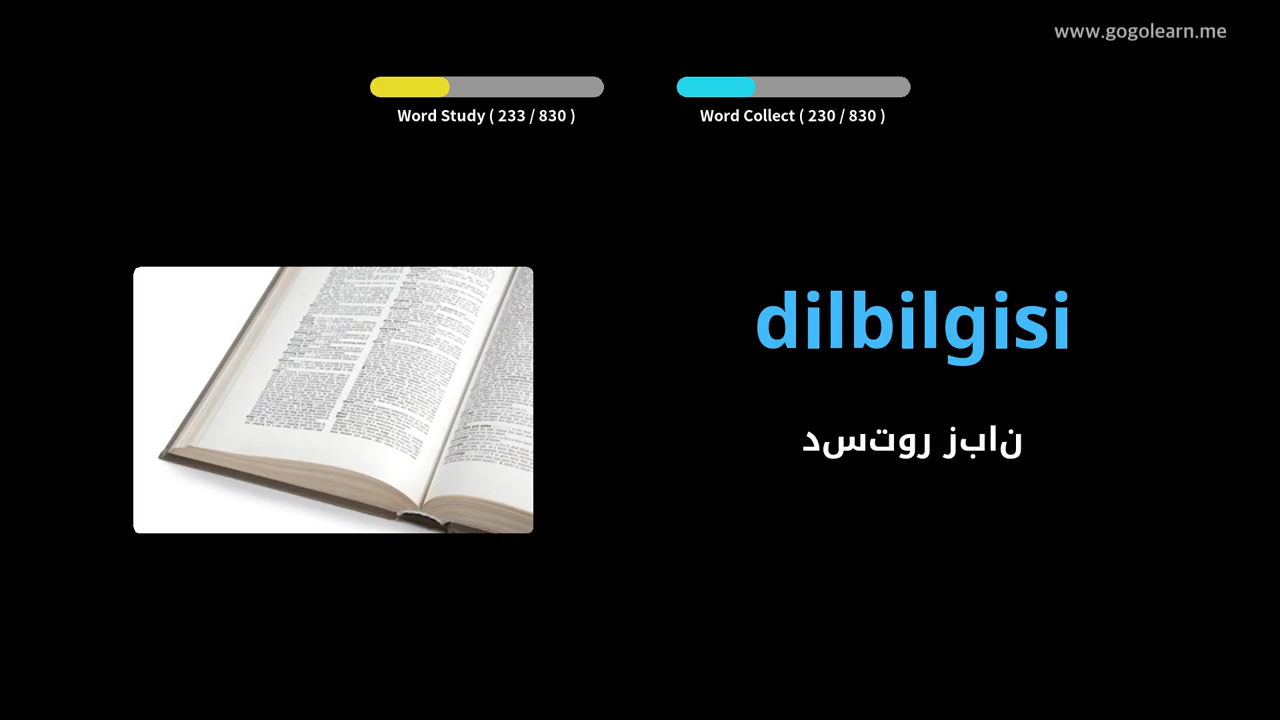 www.gogolearn.me
Word Study ( 233 / 830 )
Word Collect ( 230 / 830 )
dilbilgisi
نابز روتسد